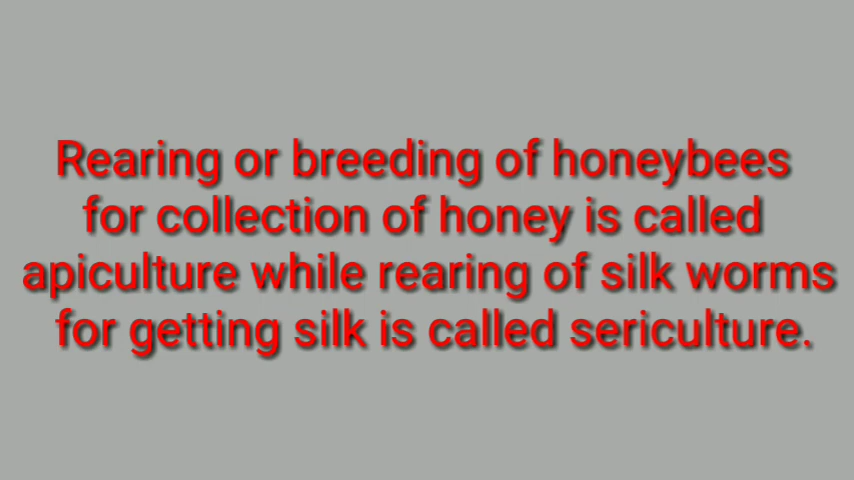 Rearing or breeding of honeybees
for collection of honey is called
apiculture while rearing of silk worms
for getting silk is called sericulture.